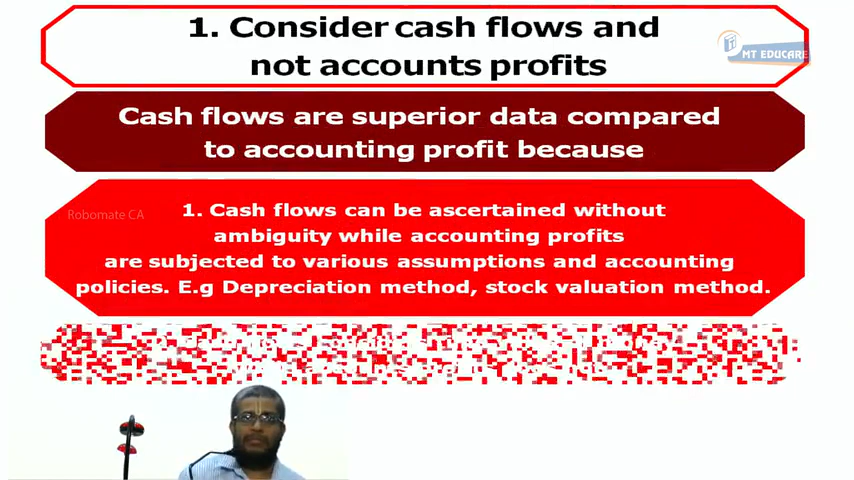 1. Consider cash flows and
not accounts profits
MT EDUCARE
Cash flows are superior data compared
to accounting profit because
Robomate CA
1. Cash flows can be ascertained without
ambiguity while accounting profits
are subjected to various assumptions and accounting
policies. E.g Depreciation method, stock valuation method.